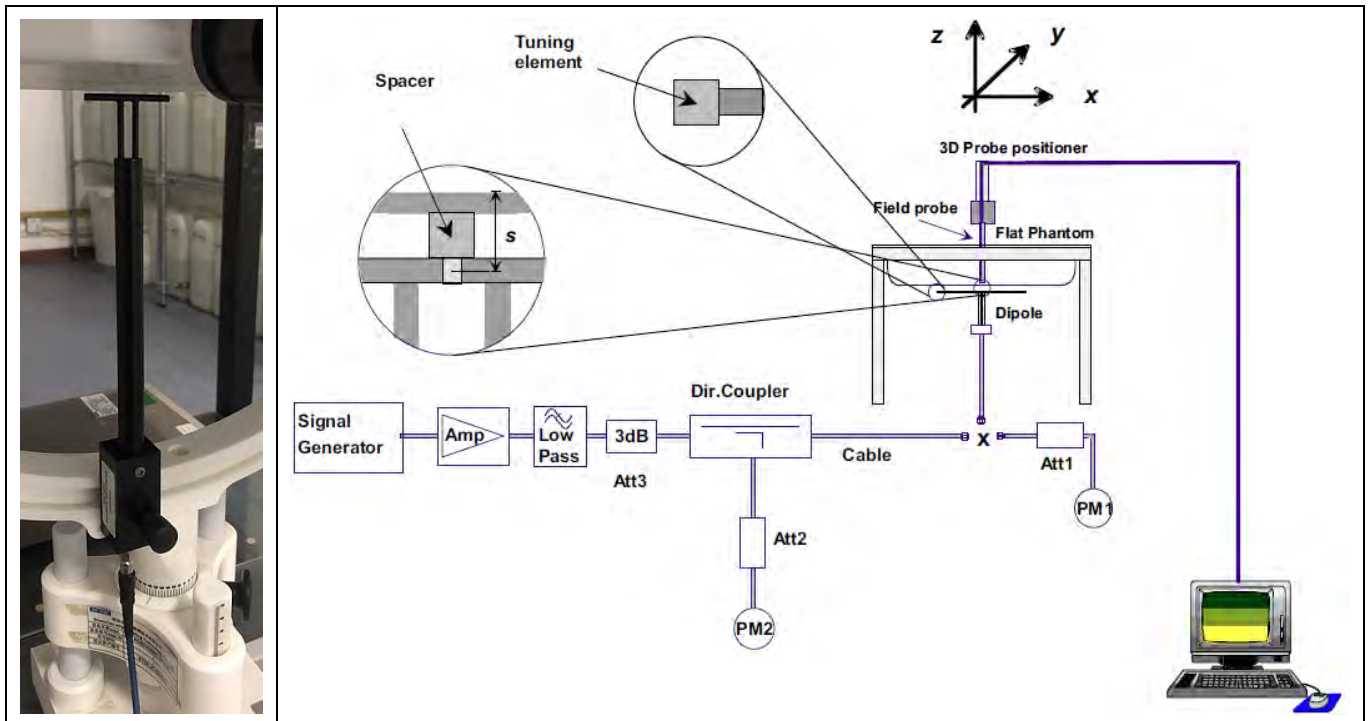 Tuning
element
Spacer
s
z
y
x
3D Probe positioner
Field probe
Flat Phantom
Dipole
Dir.Coupler
Signal
Generator
Amp
Low
Pass
3dB
Att3
Cable
x
Att1
PM1
Att2
PM2